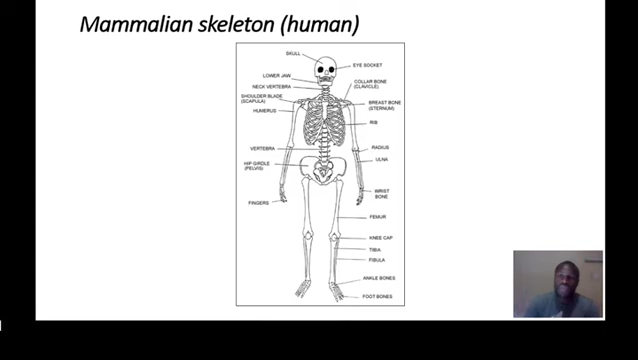 Mammalian skeleton (human)
SKULL
EYE SOCKET
LOWER JAW
NECK VERTEBRA
COLLAR BONE
(CLAVICLE)
SHOULDER BLADE
(SCAPULA)
BREAST BONE
(STERNUM)
HUMERUS
RIB
VERTEBRA
RADIUS
ULNA
HIP GIRDLE
(PELVIS)
WRIST
BONE
FINGERS
FEMUR
KNEE CAP
TIBIA
FIBULA
ANKLE BONES
FOOT BONES